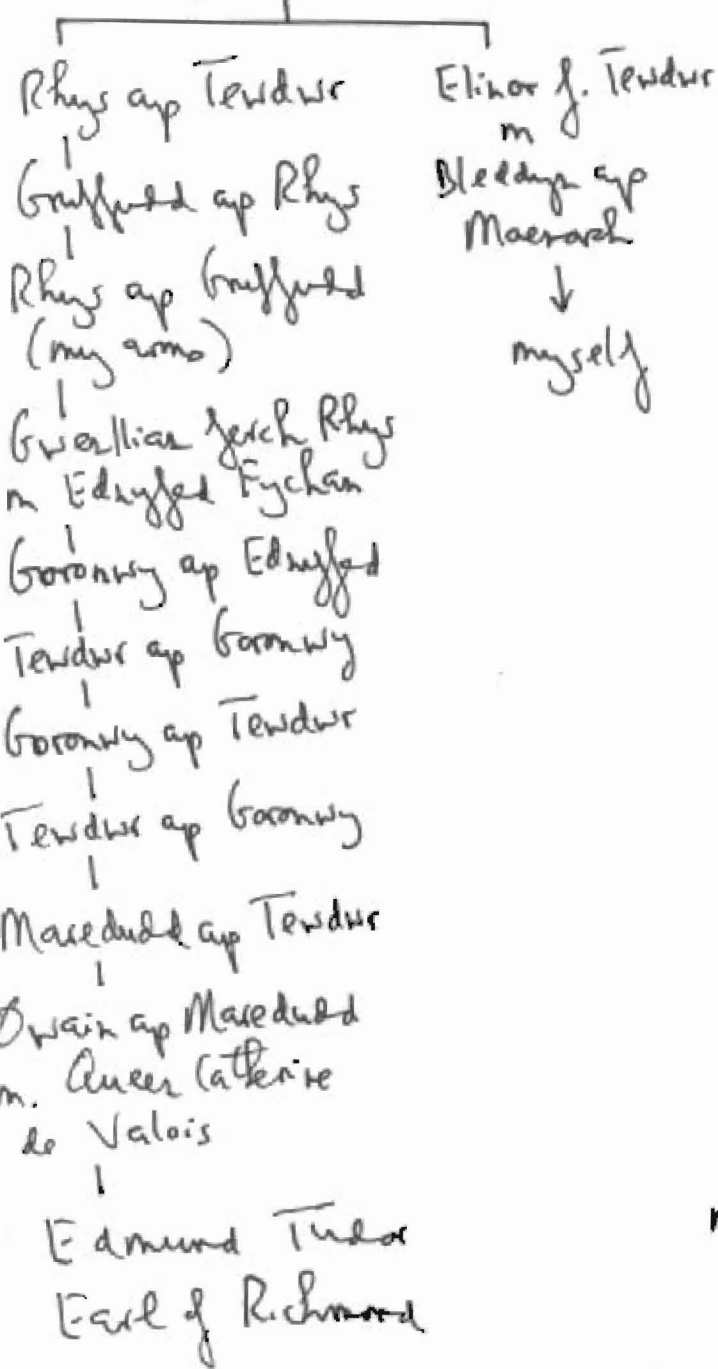 Rhys ap Tewdwr
Gruffudd ap Rhys
Rhys ap Gruffudd
(my arms)
Gwenllian ferch Rhys
m Ednyfed Fychan
Goronwy ap Ednyfed
Tewdwr ap Goronwy
Goronwy ap Tewdwr
Tewdwr ap Goronwy
Maredudd ap Tewdwr
Owain ap Maredudd
m. Queen Catherine
de Valois
Edmund Tudor
Earl of Richmond
Elinor f. Tewdwr
m
Bleddyn ap
Maenarch
myself